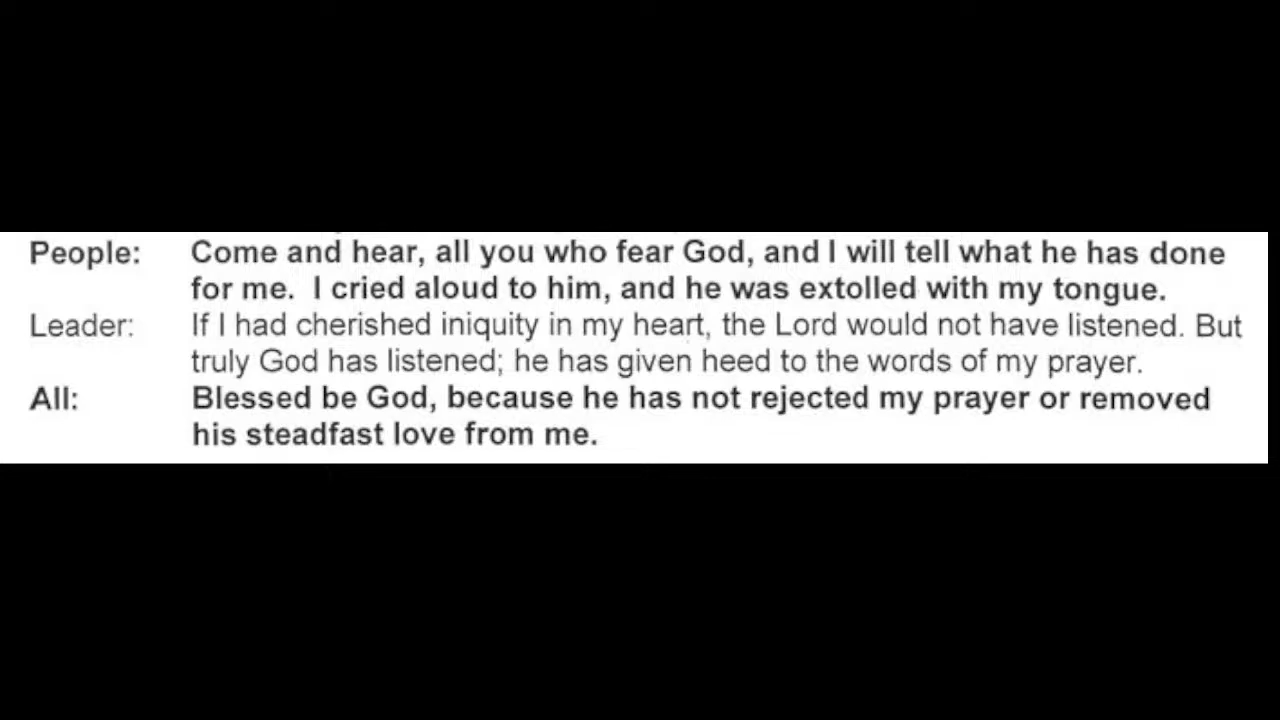 People: Come and hear, all you who fear God, and I will tell what he has done
for me.  I cried aloud to him, and he was extolled with my tongue.
Leader: If I had cherished iniquity in my heart, the Lord would not have listened. But
truly God has listened; he has given heed to the words of my prayer.
All: Blessed be God, because he has not rejected my prayer or removed
his steadfast love from me.